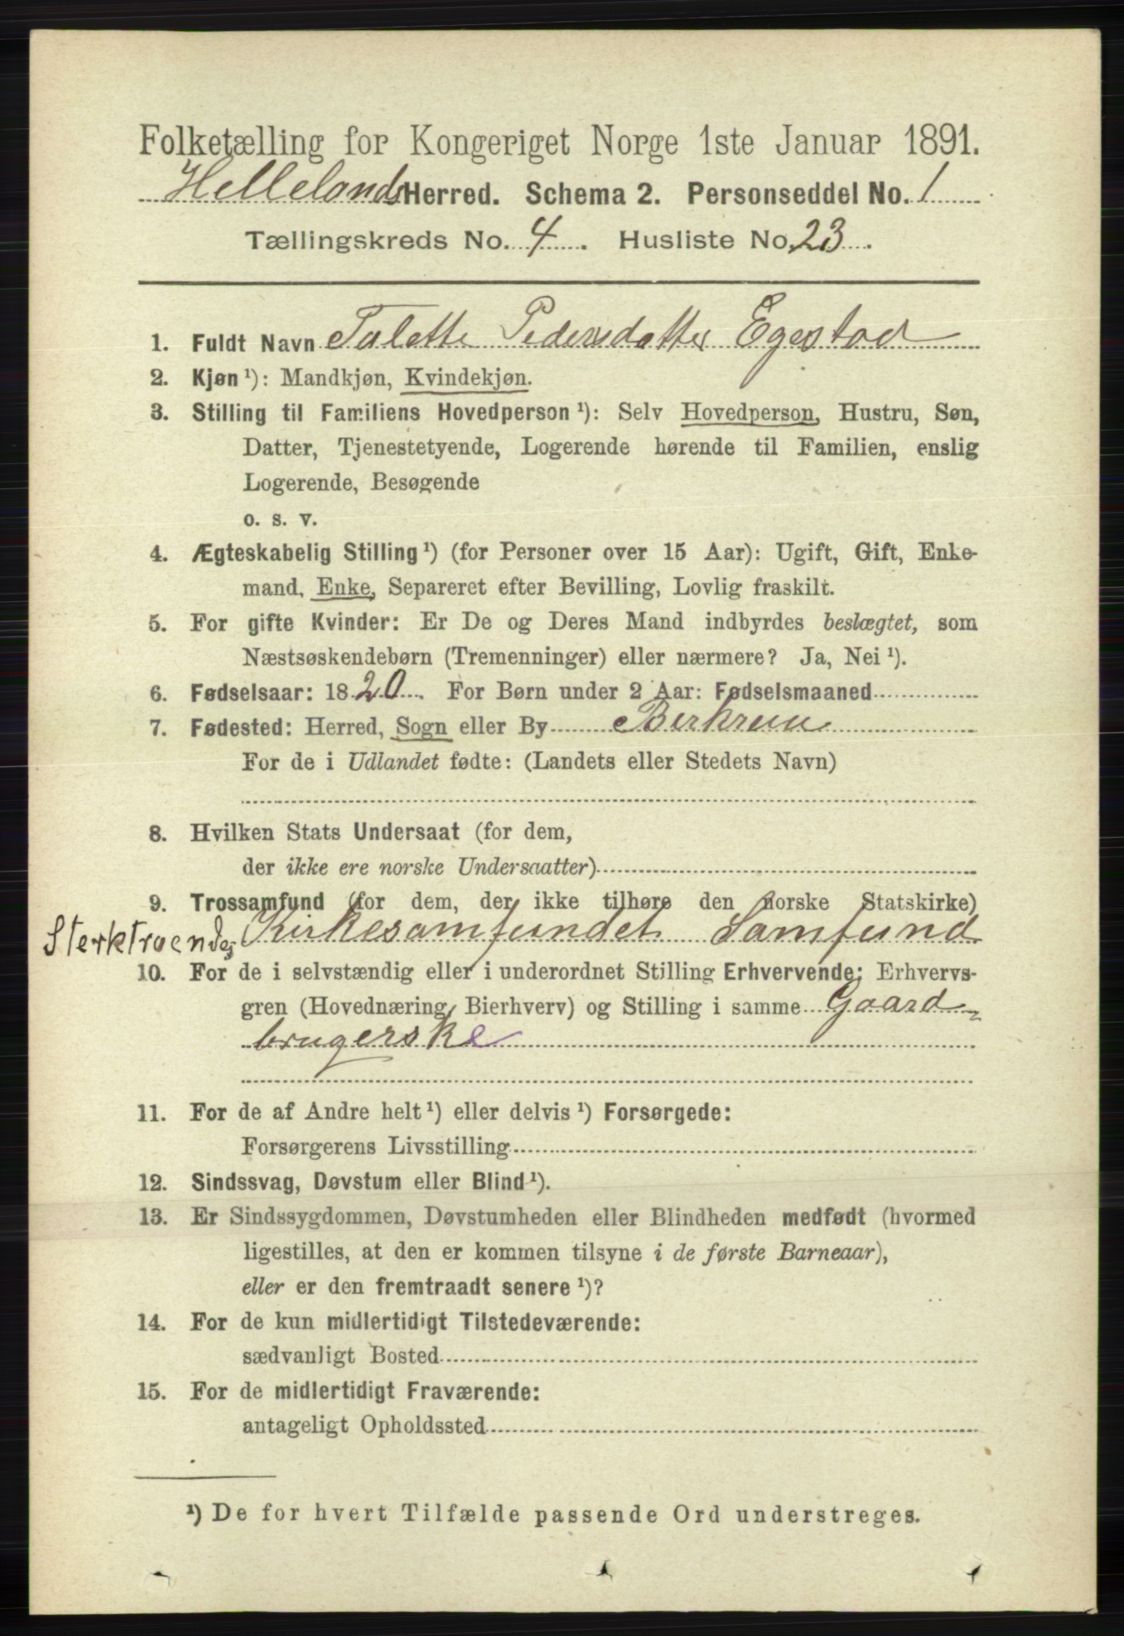 Folketælling for Kongeriget Norge 1ste Januar 1891.
Hellelands Herred. Schema 2. Personseddel No. 1
Tællingskreds No. 4. Husliste No. 23.
1. Fuldt Navn Talette Pedersdatter Egestad
2. Kjøn ¹): Mandkjøn, Kvindekjøn.
3. Stilling til Familiens Hovedperson ¹): Selv Hovedperson, Hustru, Søn,
Datter, Tjenestetyende, Logerende hørende til Familien, enslig
Logerende, Besøgende
o. s. v.
4. Ægteskabelig Stilling ¹) (for Personer over 15 Aar): Ugift, Gift, Enke-
mand, Enke, Separeret efter Bevilling, Lovlig fraskilt.
5. For gifte Kvinder: Er De og Deres Mand indbyrdes beslægtet, som
Næstsøskendebørn (Tremenninger) eller nærmere? Ja, Nei ¹).
6. Fødselsaar: 1820. For Børn under 2 Aar: Fødselsmaaned
7. Fødested: Herred, Sogn eller By Berkrem
For de i Udlandet fødte: (Landets eller Stedets Navn)
8. Hvilken Stats Undersaat (for dem,
der ikke ere norske Undersaatter)
9. Trossamfund (for dem, der ikke tilhøre den norske Statskirke)
Sterktroendes Kirkesamfundet Samfund
10. For de i selvstændig eller i underordnet Stilling Erhvervende: Erhvervs-
gren (Hovednæring, Bierhverv) og Stilling i samme Gaard-
brugerske
11. For de af Andre helt ¹) eller delvis ¹) Forsørgede:
Forsørgerens Livsstilling
12. Sindssvag, Døvstum eller Blind ¹).
13. Er Sindssygdommen, Døvstumheden eller Blindheden medfødt (hvormed
ligestilles, at den er kommen tilsyne i de første Barneaar),
eller er den fremtraadt senere ¹)?
14. For de kun midlertidigt Tilstedeværende:
sædvanligt Bosted
15. For de midlertidigt Fraværende:
antageligt Opholdssted
¹) De for hvert Tilfælde passende Ord understreges.